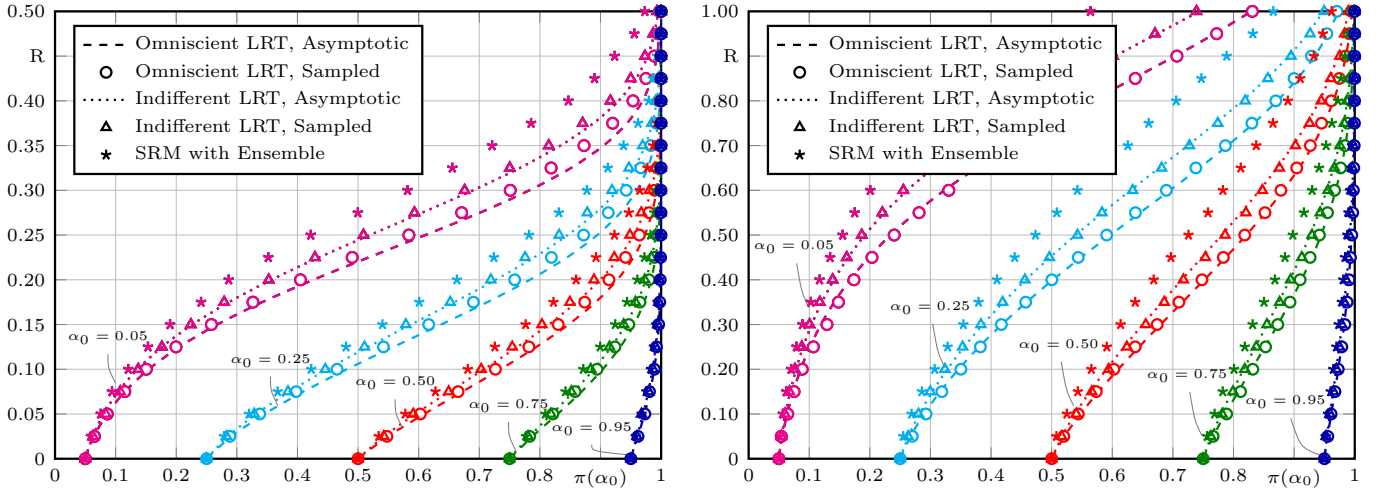 0.50
R
0.40
0.35
0.30
0.25
0.20
0.15
0.10
0.05
0
Omniscient LRT, Asymptotic
Omniscient LRT, Sampled
Indifferent LRT, Asymptotic
Indifferent LRT, Sampled
SRM with Ensemble
α₀ = 0.05
α₀ = 0.25
α₀ = 0.50
α₀ = 0.75
α₀ = 0.95
0 0.1 0.2 0.3 0.4 0.5 0.6 0.7 0.8 π(α₀) 1
1.00
R
0.80
0.70
0.60
0.50
0.40
0.30
0.20
0.10
0
Omniscient LRT, Asymptotic
Omniscient LRT, Sampled
Indifferent LRT, Asymptotic
Indifferent LRT, Sampled
SRM with Ensemble
α₀ = 0.05
α₀ = 0.25
α₀ = 0.50
α₀ = 0.75
α₀ = 0.95
0 0.1 0.2 0.3 0.4 0.5 0.6 0.7 0.8 π(α₀) 1